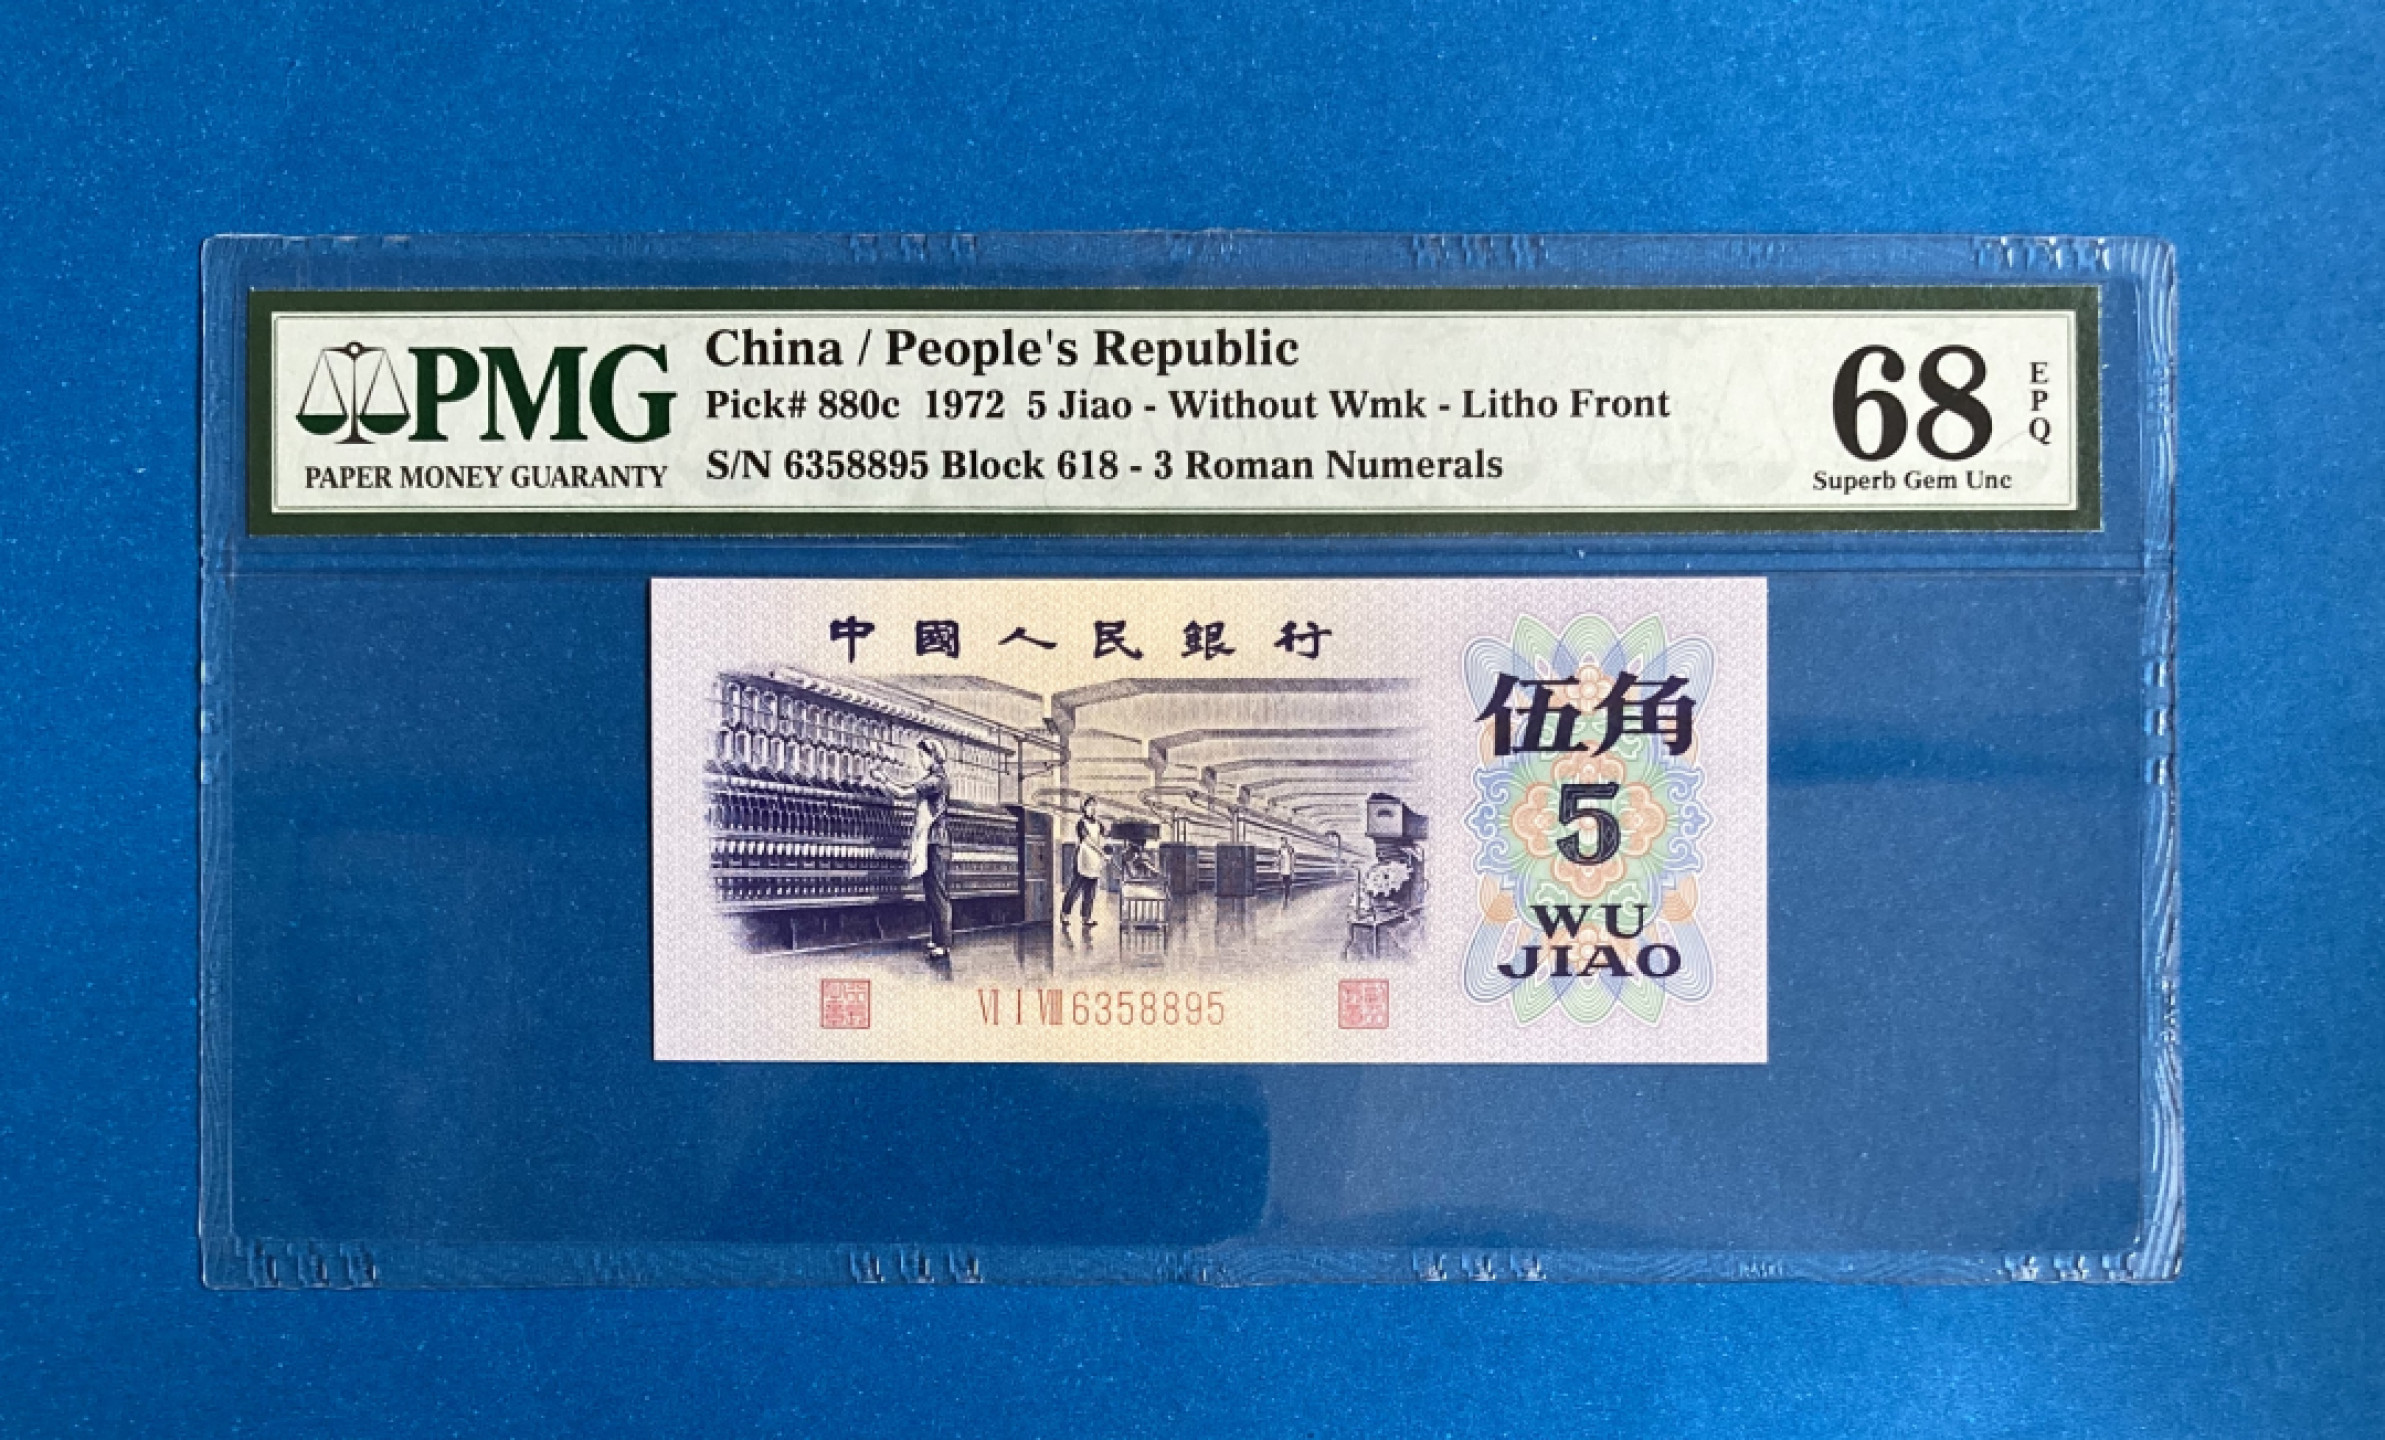 PMG
PAPER MONEY GUARANTY
China / People's Republic
Pick# 880c 1972 5 Jiao - Without Wmk - Litho Front
S/N 6358895 Block 618 - 3 Roman Numerals
68
EPQ
Superb Gem Unc
中國人民銀行
伍角
5
WU
JIAO
VI I VIII 6358895